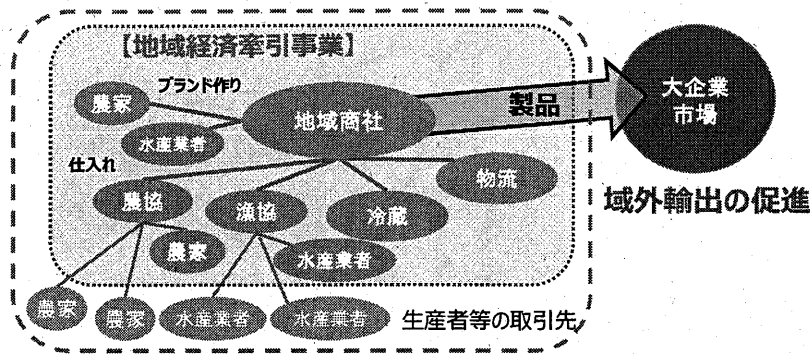 【地域経済牽引事業】
ブランド作り
農家
地域商社
製品
大企業
市場
水産業者
仕入れ
物流
農協
漁協
冷蔵
域外輸出の促進
農家
水産業者
農家
農家
水産業者
水産業者
生産者等の取引先